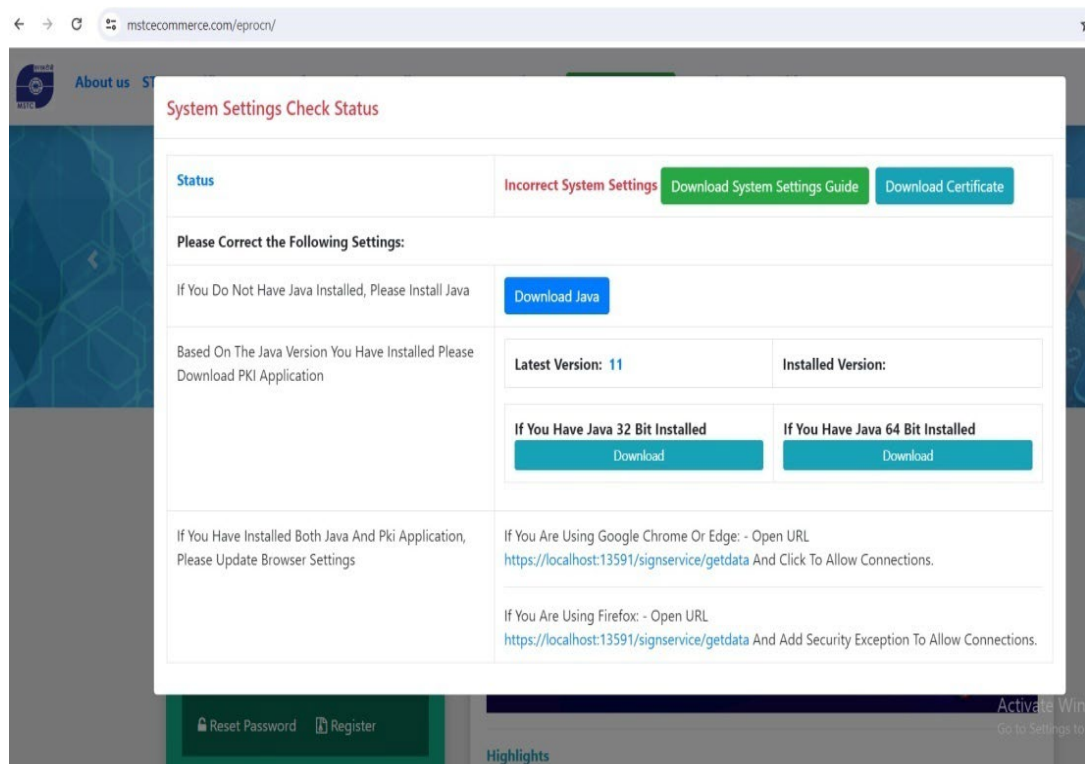 mstcecommerce.com/eprocn/
MSTC
About us
System Settings Check Status
Status
Incorrect System Settings
Download System Settings Guide
Download Certificate
Please Correct the Following Settings:
If You Do Not Have Java Installed, Please Install Java
Download Java
Based On The Java Version You Have Installed Please
Download PKI Application
Latest Version: 11
Installed Version:
If You Have Java 32 Bit Installed
Download
If You Have Java 64 Bit Installed
Download
If You Have Installed Both Java And Pki Application,
Please Update Browser Settings
If You Are Using Google Chrome Or Edge: - Open URL
https://localhost:13591/signservice/getdata And Click To Allow Connections.
If You Are Using Firefox: - Open URL
https://localhost:13591/signservice/getdata And Add Security Exception To Allow Connections.
Reset Password
Register
Highlights
Activate Win
Go to Settings to